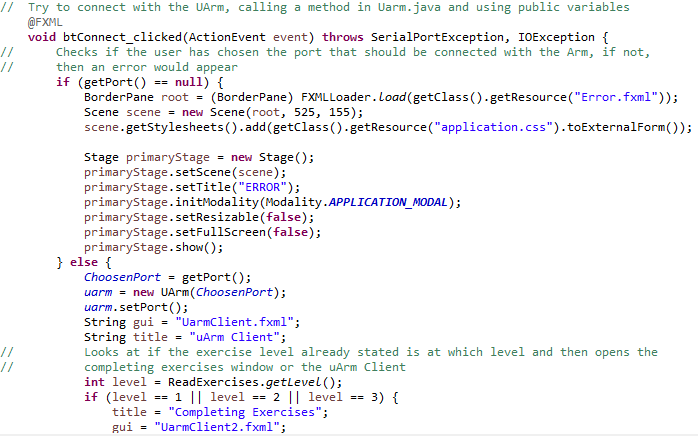 //  Try to connect with the UArm, calling a method in Uarm.java and using public variables
    @FXML
    void btConnect_clicked(ActionEvent event) throws SerialPortException, IOException {
//      Checks if the user has chosen the port that should be connected with the Arm, if not,
//      then an error would appear
        if (getPort() == null) {
            BorderPane root = (BorderPane) FXMLLoader.load(getClass().getResource("Error.fxml"));
            Scene scene = new Scene(root, 525, 155);
            scene.getStylesheets().add(getClass().getResource("application.css").toExternalForm());

            Stage primaryStage = new Stage();
            primaryStage.setScene(scene);
            primaryStage.setTitle("ERROR");
            primaryStage.initModality(Modality.APPLICATION_MODAL);
            primaryStage.setResizable(false);
            primaryStage.setFullScreen(false);
            primaryStage.show();
        } else {
            ChoosenPort = getPort();
            uarm = new UArm(ChoosenPort);
            uarm.setPort();
            String gui = "UarmClient.fxml";
            String title = "uArm Client";
//          Looks at if the exercise level already stated is at which level and then opens the
//          completing exercises window or the uArm Client
            int level = ReadExercises.getLevel();
            if (level == 1 || level == 2 || level == 3) {
                title = "Completing Exercises";
                gui = "UarmClient2.fxml";